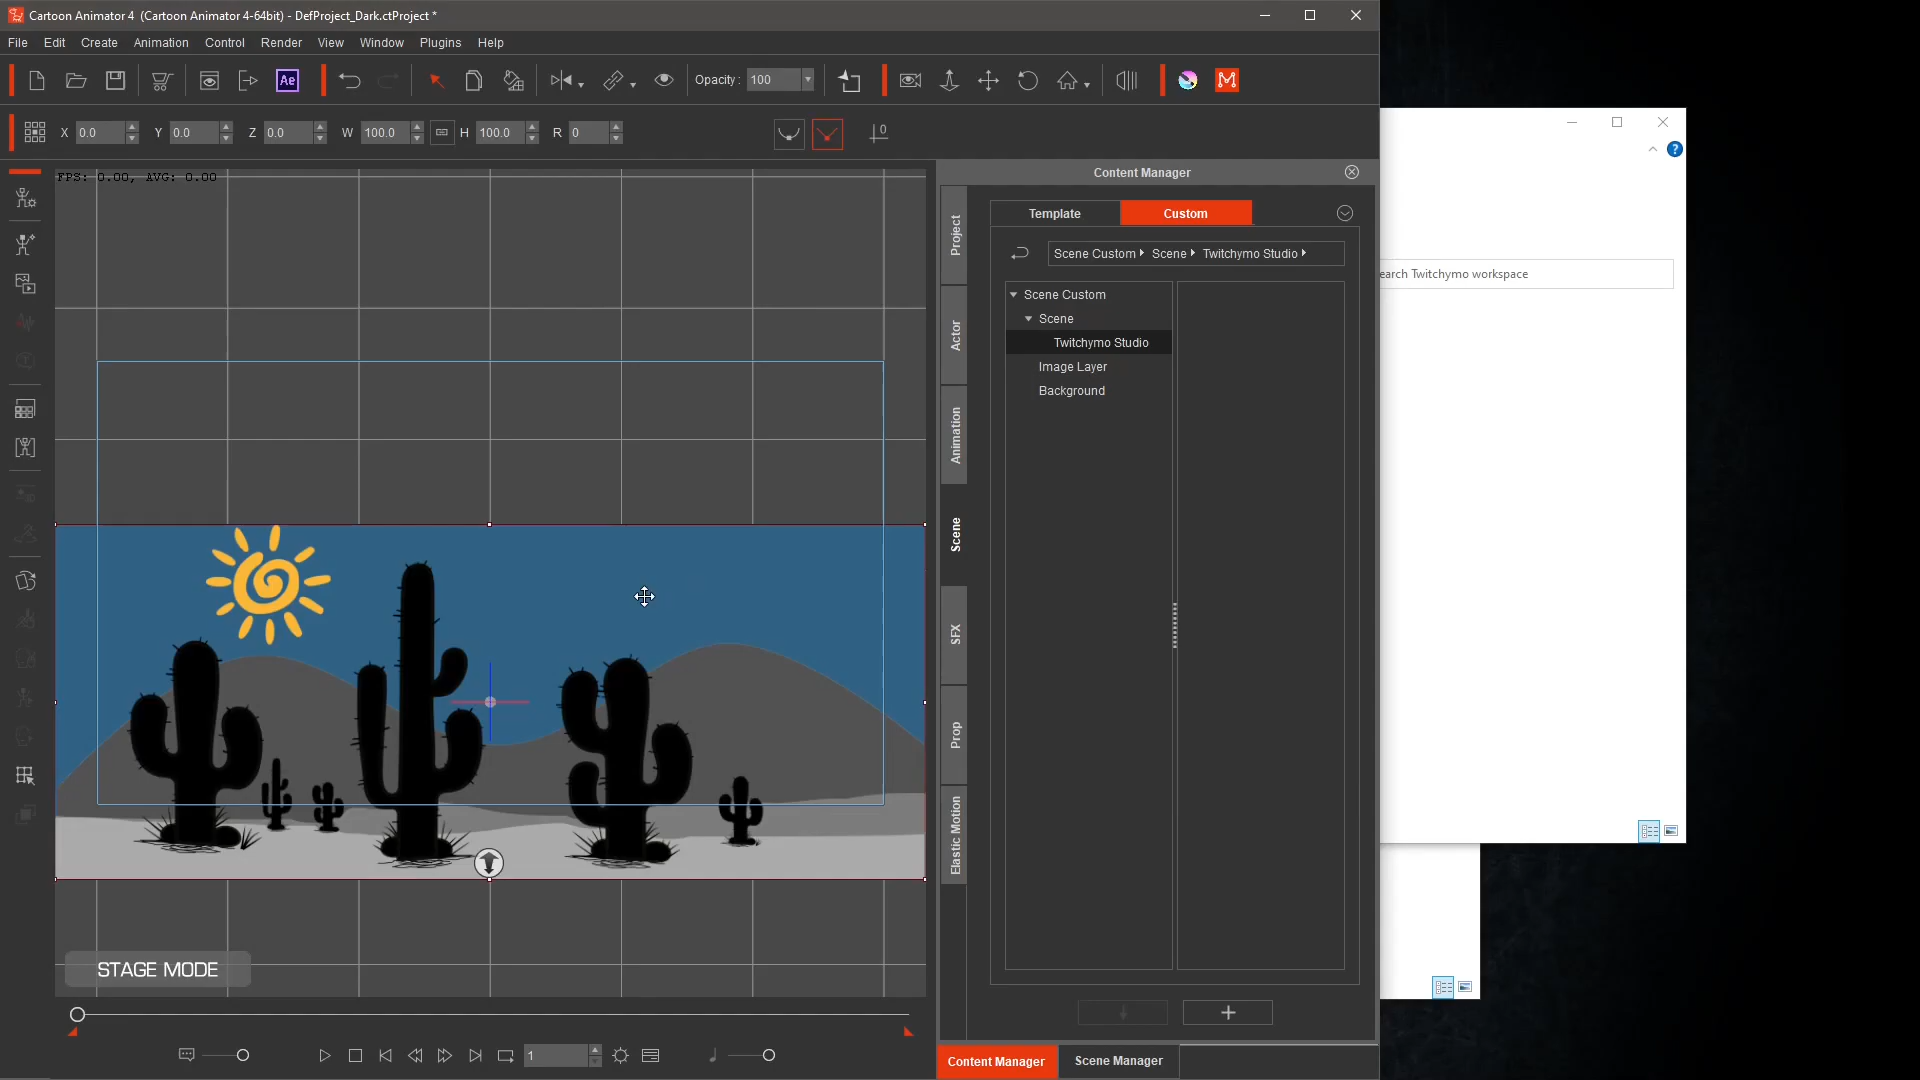 Cartoon Animator 4  (Cartoon Animator 4-64bit) - DefProject_Dark.ctProject *
File Edit Create Animation Control Render View Window Plugins Help
Ae Opacity : 100
X 0.0 Y 0.0 Z 0.0 W 100.0 H 100.0 R 0 0
FPS: 0.00, AVG: 0.00
STAGE MODE
1
Content Manager
Template Custom
Scene Custom Scene Twitchymo Studio
Scene Custom
Scene
Twitchymo Studio
Image Layer
Background
Project
Actor
Animation
Scene
SFX
Prop
Elastic Motion
Content Manager Scene Manager
?
earch Twitchymo workspace